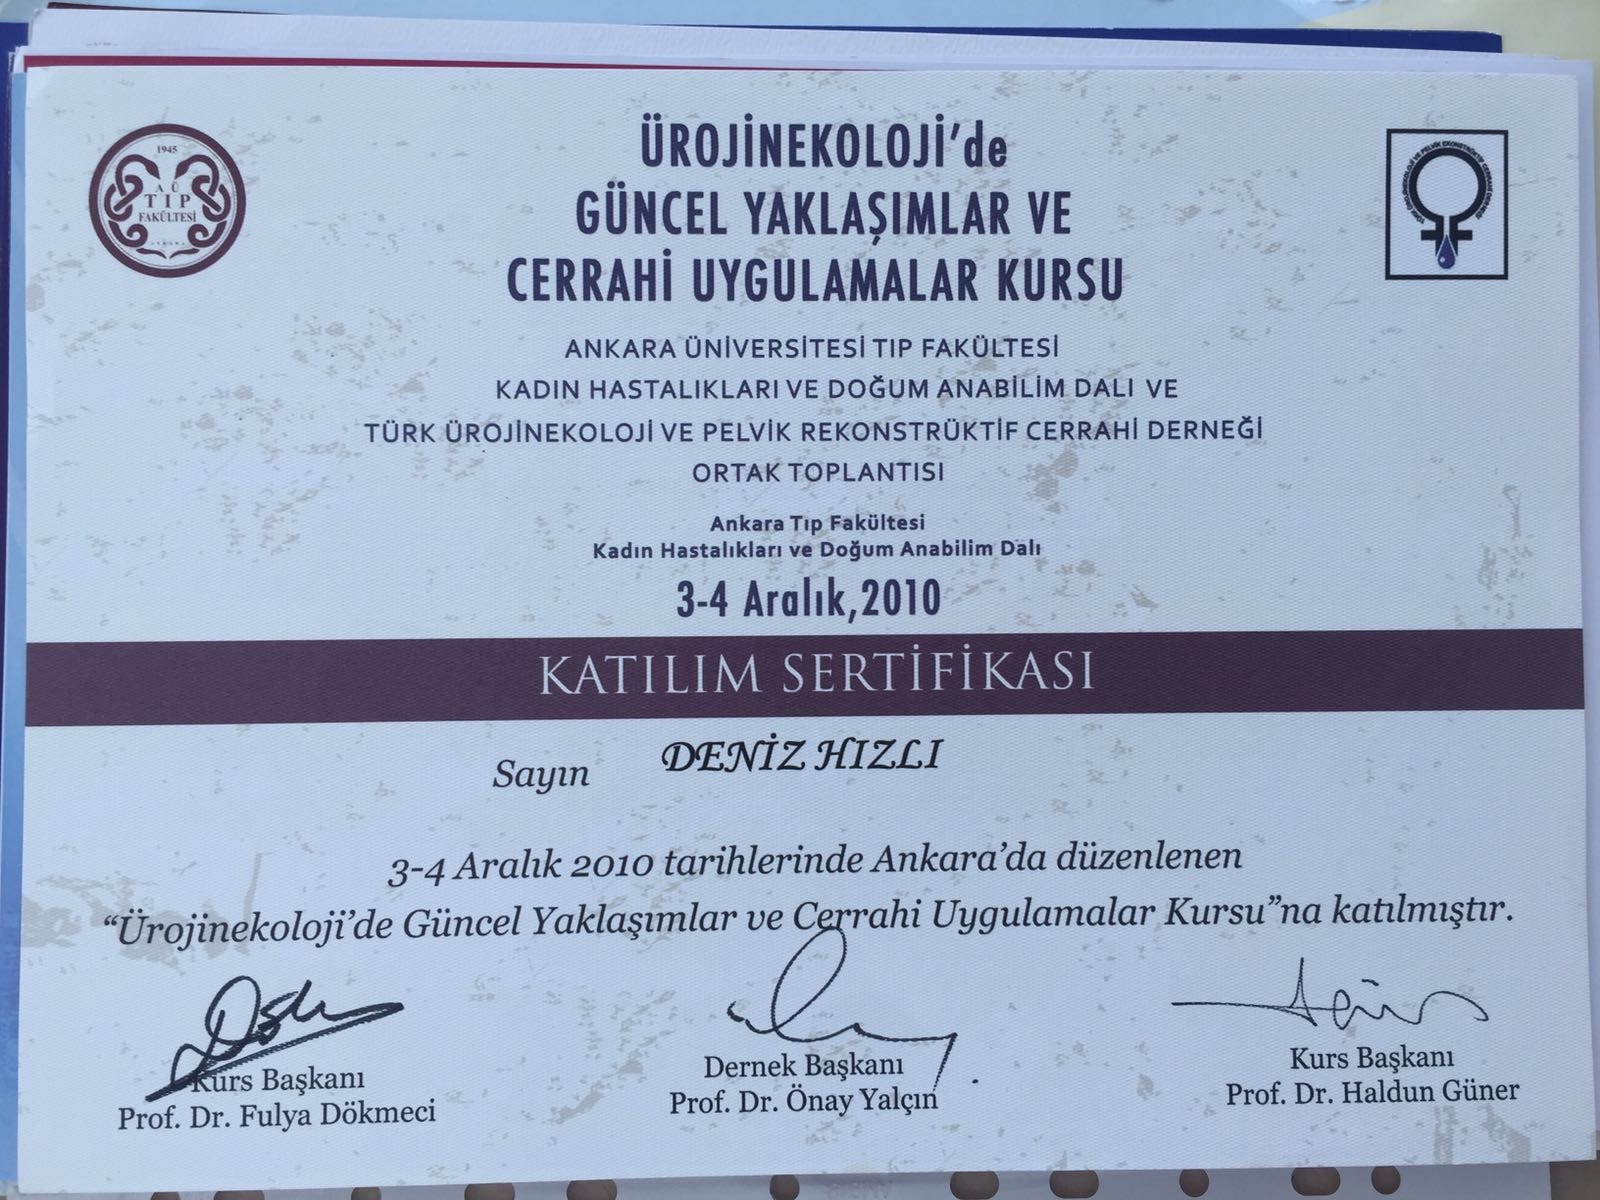 1945
A Ü
TIP
FAKÜLTESİ
ANKARA
ÜROJİNEKOLOJİ'de
GÜNCEL YAKLAŞIMLAR VE
CERRAHİ UYGULAMALAR KURSU
ANKARA ÜNİVERSİTESİ TIP FAKÜLTESİ
KADIN HASTALIKLARI VE DOĞUM ANABİLİM DALI VE
TÜRK ÜROJİNEKOLOJİ VE PELVİK REKONSTRÜKTİF CERRAHİ DERNEĞİ
ORTAK TOPLANTISI
Ankara Tıp Fakültesi
Kadın Hastalıkları ve Doğum Anabilim Dalı
3-4 Aralık,2010
KATILIM SERTİFİKASI
Sayın DENİZ HIZLI
3-4 Aralık 2010 tarihlerinde Ankara'da düzenlenen
“Ürojinekoloji'de Güncel Yaklaşımlar ve Cerrahi Uygulamalar Kursu”na katılmıştır.
Kurs Başkanı
Prof. Dr. Fulya Dökmeci
Dernek Başkanı
Prof. Dr. Önay Yalçın
Kurs Başkanı
Prof. Dr. Haldun Güner